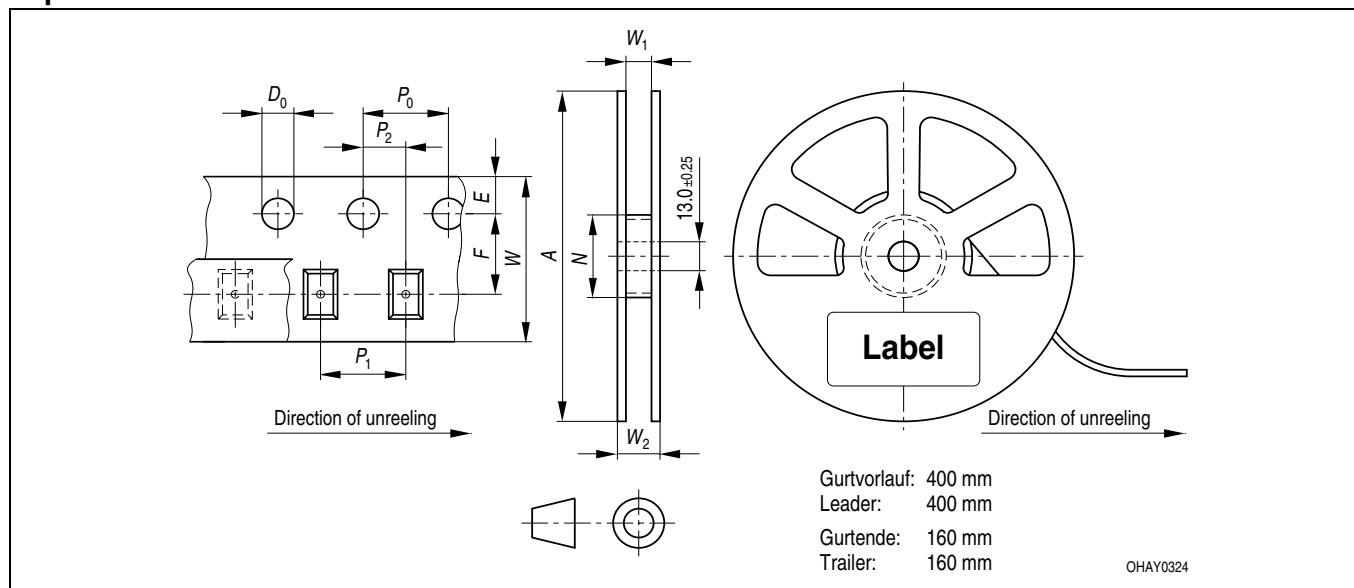 W1
D0
P0
P2
E
F
W
A
N
13.0 ±0.25
P1
W2
Label
Direction of unreeling
Direction of unreeling
Gurtvorlauf: 400 mm
Leader: 400 mm
Gurtende: 160 mm
Trailer: 160 mm
OHAY0324